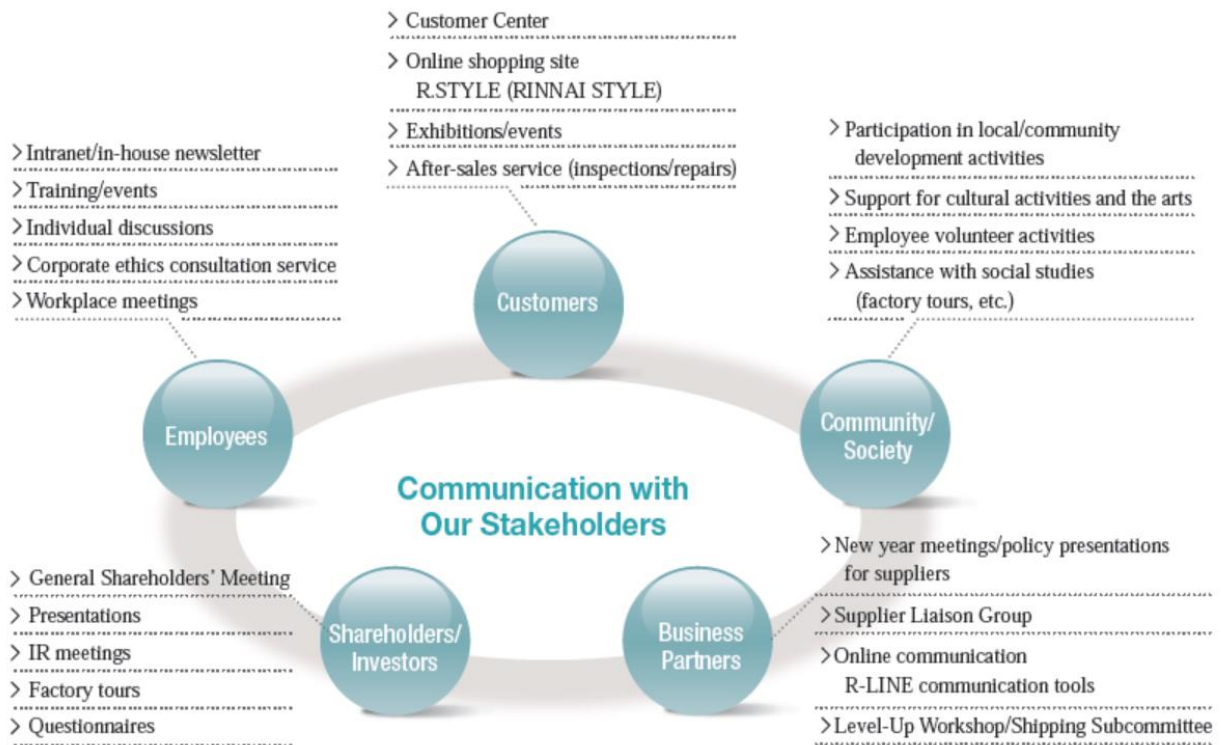 > Customer Center
> Online shopping site
R.STYLE (RINNAI STYLE)
> Exhibitions/events
> After-sales service (inspections/repairs)
Customers
> Intranet/in-house newsletter
> Training/events
> Individual discussions
> Corporate ethics consultation service
> Workplace meetings
Employees
> Participation in local/community
development activities
> Support for cultural activities and the arts
> Employee volunteer activities
> Assistance with social studies
(factory tours, etc.)
Community/
Society
Communication with
Our Stakeholders
> General Shareholders' Meeting
> Presentations
> IR meetings
> Factory tours
> Questionnaires
Shareholders/
Investors
Business
Partners
> New year meetings/policy presentations
for suppliers
> Supplier Liaison Group
> Online communication
R-LINE communication tools
> Level-Up Workshop/Shipping Subcommittee